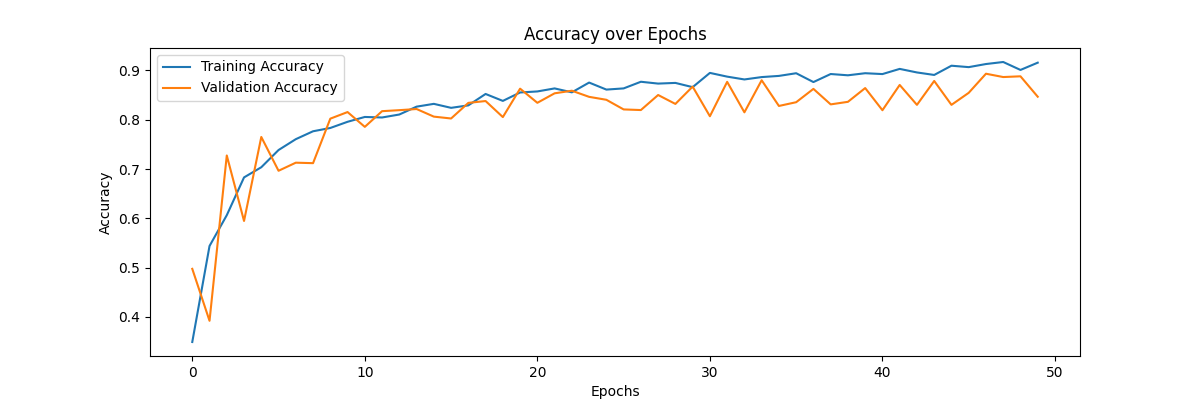 Accuracy over Epochs
Training Accuracy
Validation Accuracy
Accuracy
0.9
0.8
0.7
0.6
0.5
0.4
0 10 20 30 40 50
Epochs